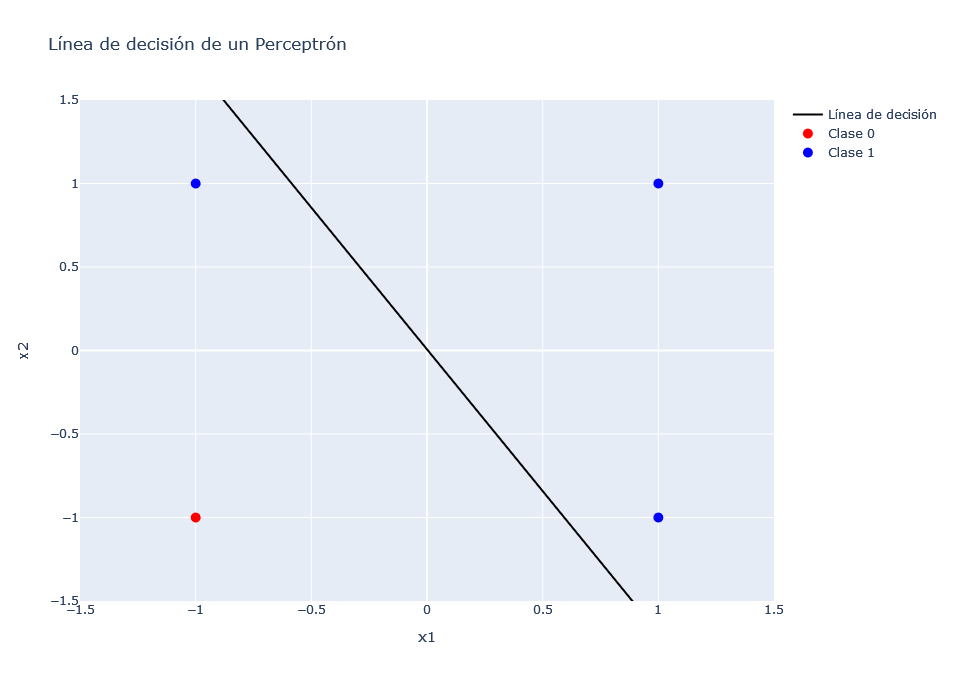 Línea de decisión de un Perceptrón
Línea de decisión
Clase 0
Clase 1
1.5
1
0.5
0
−0.5
−1
−1.5
x2
−1.5
−1
−0.5
0
0.5
1
1.5
x1